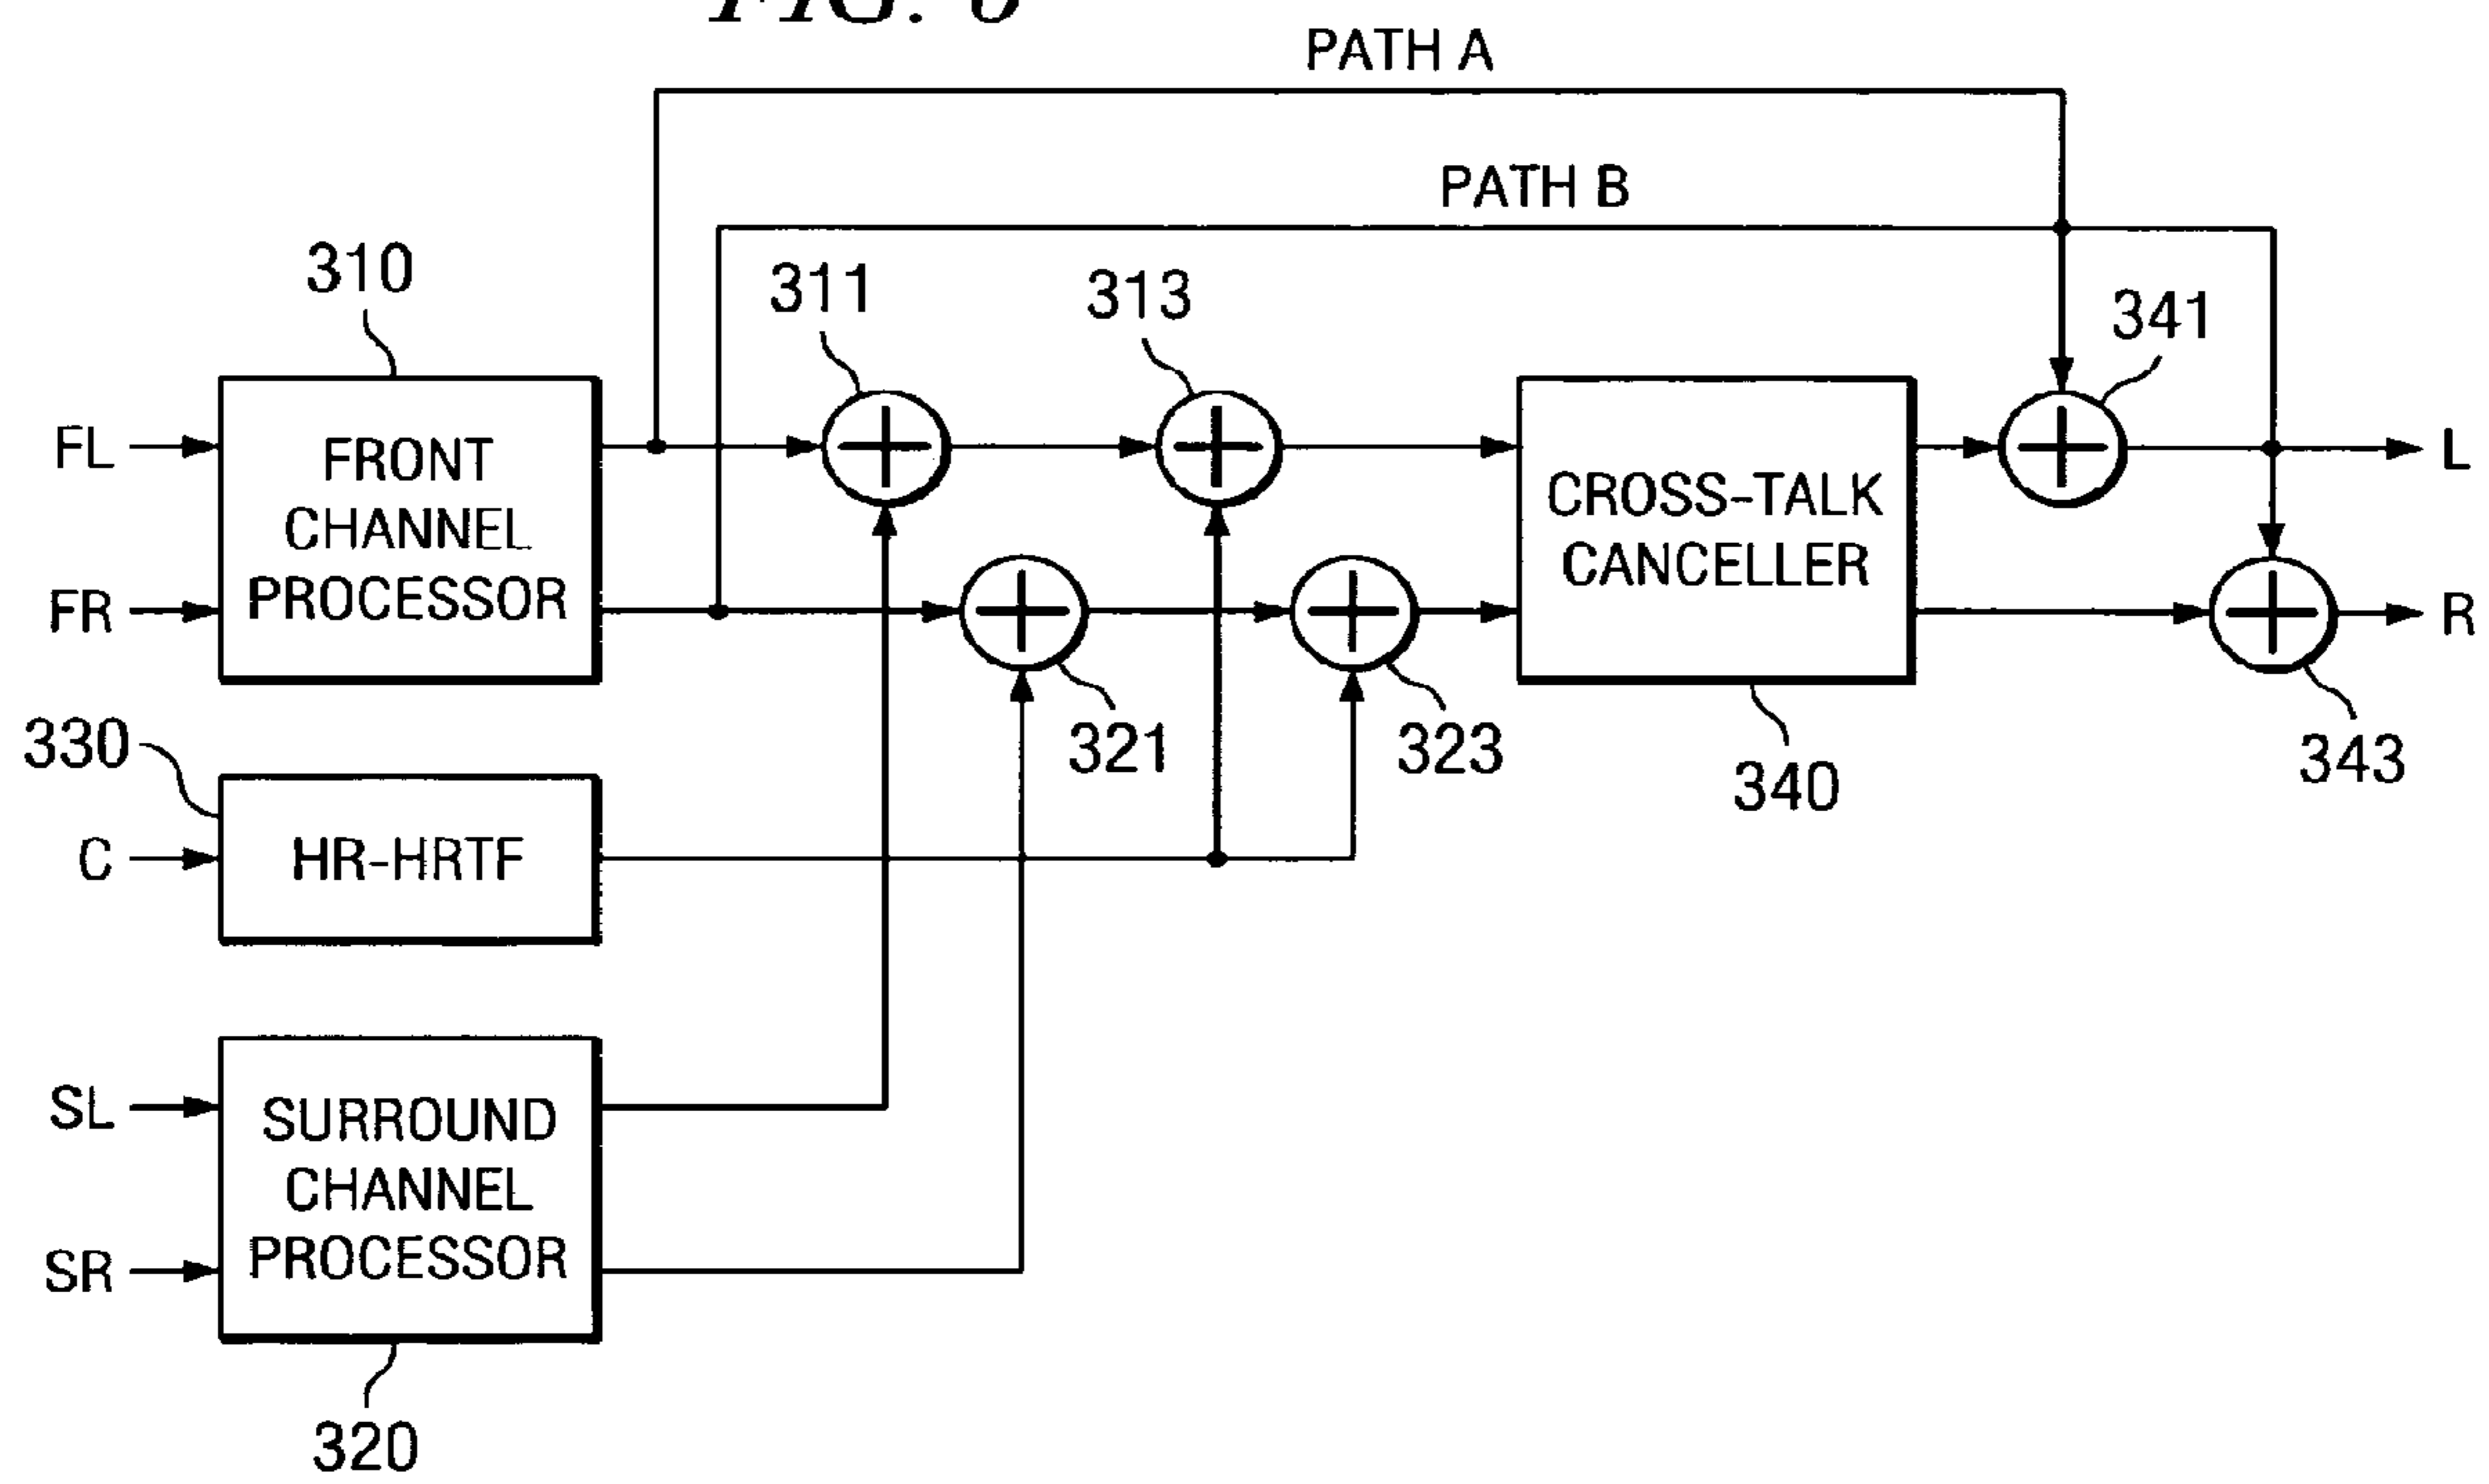 PATH A
PATH B
310
311
313
341
FL
FRONT
CHANNEL
PROCESSOR
FR
CROSS-TALK
CANCELLER
L
R
321
323
340
343
330
C
HR-HRTF
SL
SURROUND
CHANNEL
PROCESSOR
SR
320